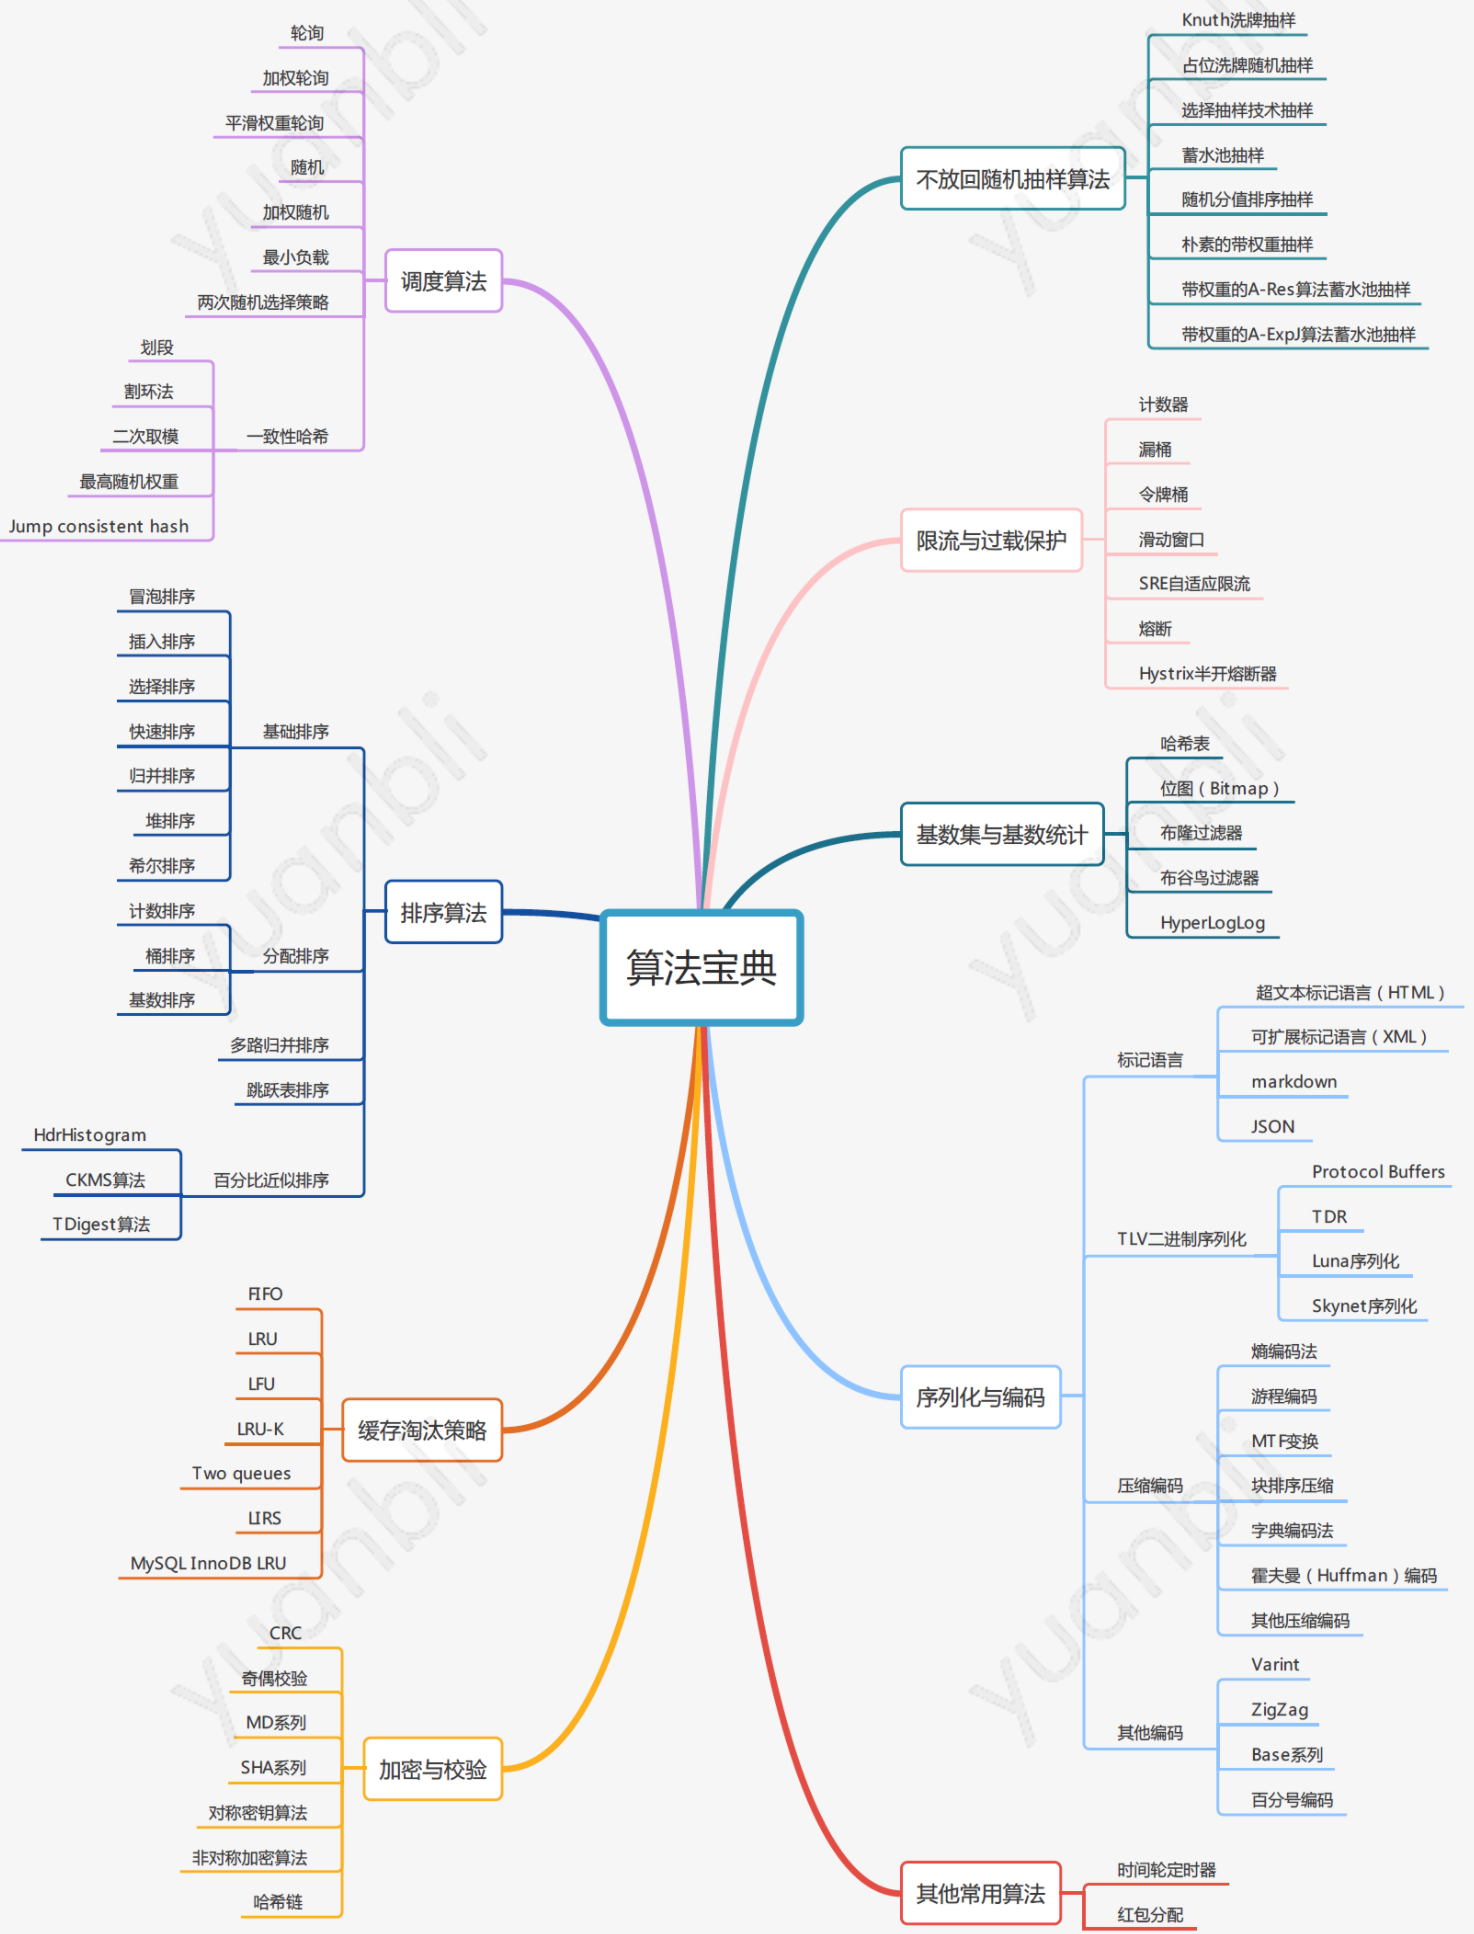 算法宝典
调度算法
轮询
加权轮询
平滑权重轮询
随机
加权随机
最小负载
两次随机选择策略
一致性哈希
划段
割环法
二次取模
最高随机权重
Jump consistent hash
排序算法
基础排序
冒泡排序
插入排序
选择排序
快速排序
归并排序
堆排序
希尔排序
分配排序
计数排序
桶排序
基数排序
多路归并排序
跳跃表排序
百分比近似排序
HdrHistogram
CKMS算法
TDigest算法
缓存淘汰策略
FIFO
LRU
LFU
LRU-K
Two queues
LIRS
MySQL InnoDB LRU
加密与校验
CRC
奇偶校验
MD系列
SHA系列
对称密钥算法
非对称加密算法
哈希链
不放回随机抽样算法
Knuth洗牌抽样
占位洗牌随机抽样
选择抽样技术抽样
蓄水池抽样
随机分值排序抽样
朴素的带权重抽样
带权重的A-Res算法蓄水池抽样
带权重的A-ExpJ算法蓄水池抽样
限流与过载保护
计数器
漏桶
令牌桶
滑动窗口
SRE自适应限流
熔断
Hystrix半开熔断器
基数集与基数统计
哈希表
位图（Bitmap）
布隆过滤器
布谷鸟过滤器
HyperLogLog
序列化与编码
标记语言
超文本标记语言（HTML）
可扩展标记语言（XML）
markdown
JSON
TLV二进制序列化
Protocol Buffers
TDR
Luna序列化
Skynet序列化
压缩编码
熵编码法
游程编码
MTF变换
块排序压缩
字典编码法
霍夫曼（Huffman）编码
其他压缩编码
其他编码
Varint
ZigZag
Base系列
百分号编码
其他常用算法
时间轮定时器
红包分配
yuanbli
yuanbli
yuanbli
yuanbli
yuanbli
yuanbli